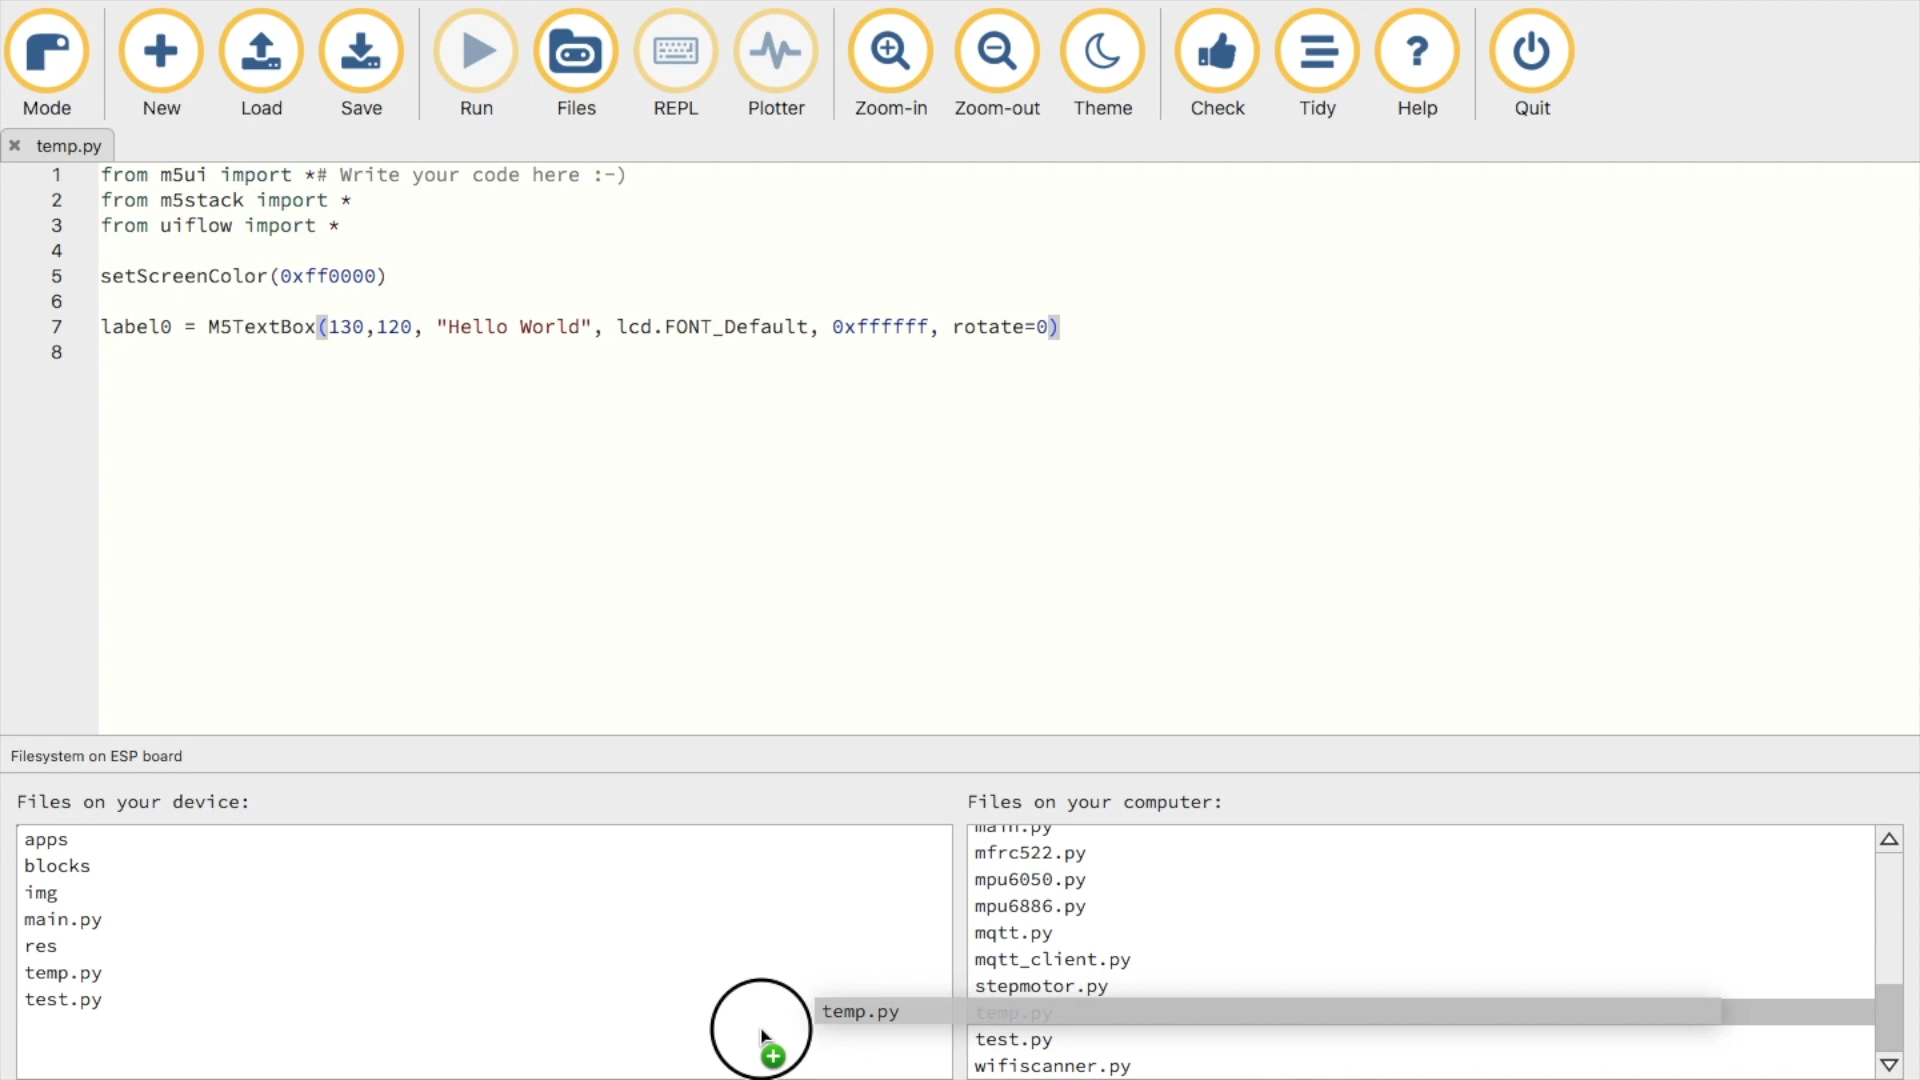 Mode New Load Save Run Files REPL Plotter Zoom-in Zoom-out Theme Check Tidy Help Quit
temp.py
1 from m5ui import *# Write your code here :-)
2 from m5stack import *
3 from uiflow import *
4
5 setScreenColor(0xff0000)
6
7 label0 = M5TextBox(130,120, "Hello World", lcd.FONT_Default, 0xffffff, rotate=0)
8
Filesystem on ESP board
Files on your device:
apps
blocks
img
main.py
res
temp.py
test.py
temp.py
Files on your computer:
main.py
mfrc522.py
mpu6050.py
mpu6886.py
mqtt.py
mqtt_client.py
stepmotor.py
temp.py
test.py
wifiscanner.py